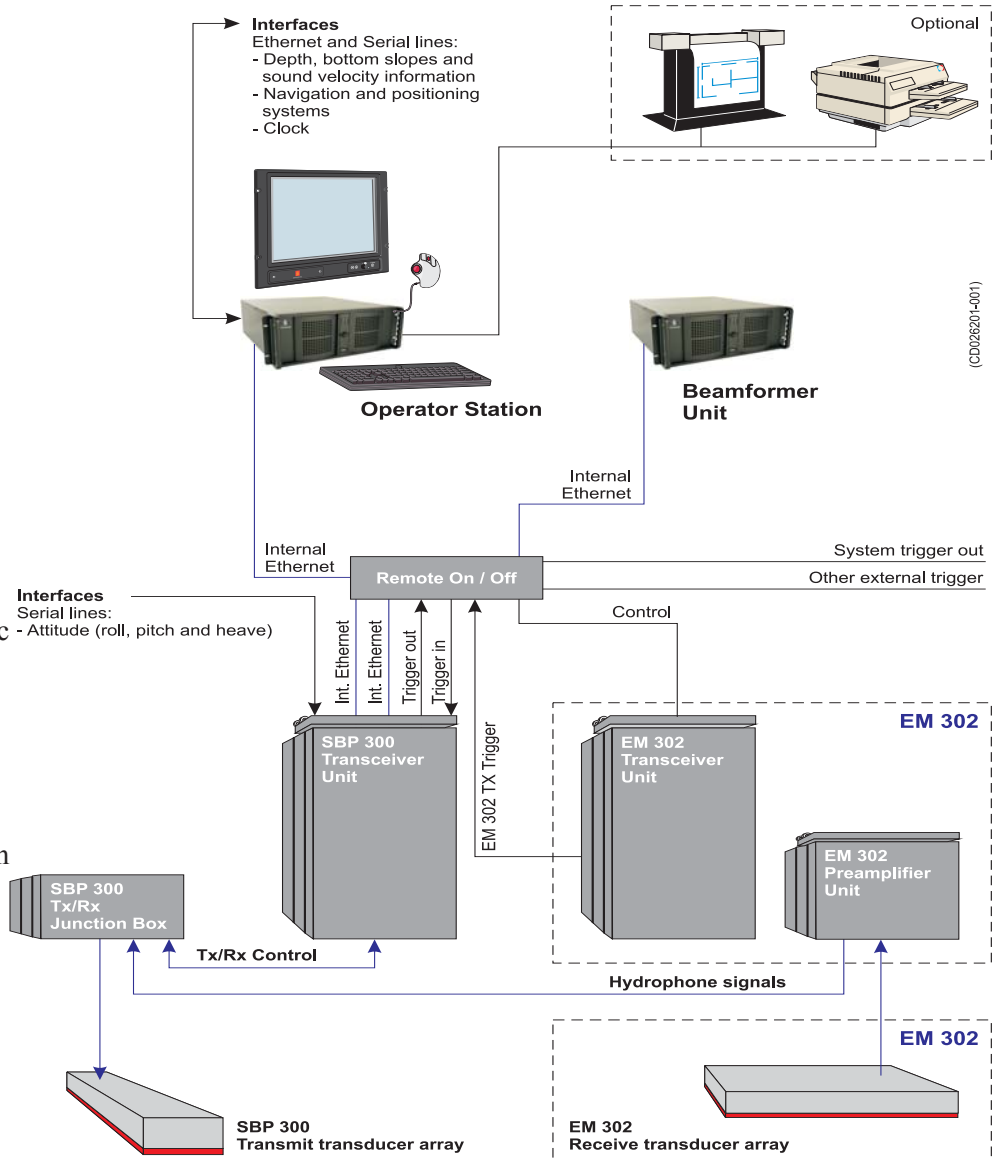 Interfaces
Ethernet and Serial lines:
- Depth, bottom slopes and
sound velocity information
- Navigation and positioning
systems
- Clock
Optional
(CD026201-001)
Operator Station
Beamformer
Unit
Internal
Ethernet
Internal
Ethernet
Remote On / Off
System trigger out
Other external trigger
Control
Interfaces
Serial lines:
c - Attitude (roll, pitch and heave)
Int. Ethernet
Int. Ethernet
Trigger out
Trigger in
EM 302 TX Trigger
SBP 300
Transceiver
Unit
EM 302
EM 302
Transceiver
Unit
EM 302
Preamplifier
Unit
SBP 300
Tx/Rx
Junction Box
Tx/Rx Control
Hydrophone signals
EM 302
SBP 300
Transmit transducer array
EM 302
Receive transducer array